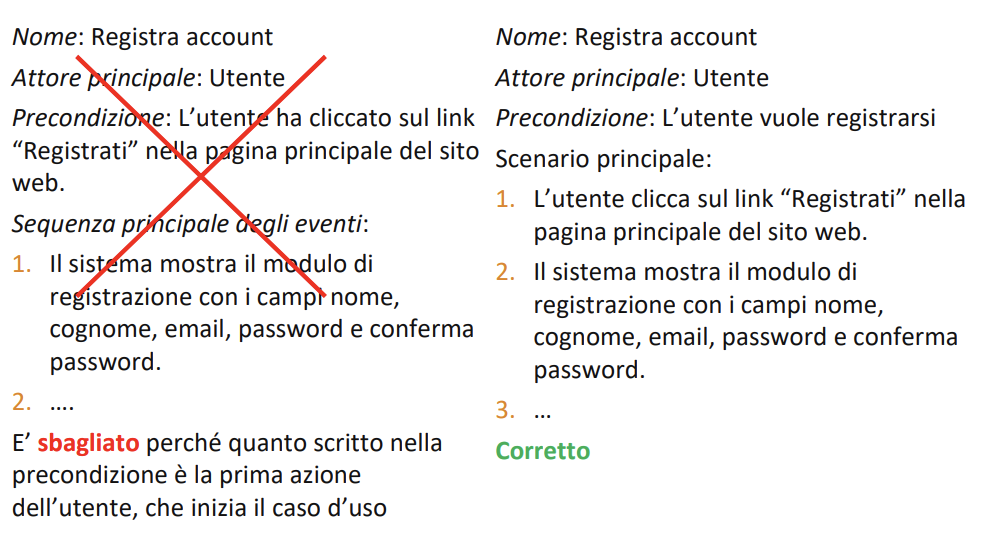 Nome: Registra account
Attore principale: Utente
Precondizione: L’utente ha cliccato sul link
“Registrati” nella pagina principale del sito
web.
Sequenza principale degli eventi:
1. Il sistema mostra il modulo di
registrazione con i campi nome,
cognome, email, password e conferma
password.
2. ....
E’ sbagliato perché quanto scritto nella
precondizione è la prima azione
dell’utente, che inizia il caso d’uso
Nome: Registra account
Attore principale: Utente
Precondizione: L’utente vuole registrarsi
Scenario principale:
1. L’utente clicca sul link “Registrati” nella
pagina principale del sito web.
2. Il sistema mostra il modulo di
registrazione con i campi nome,
cognome, email, password e conferma
password.
3. ...
Corretto